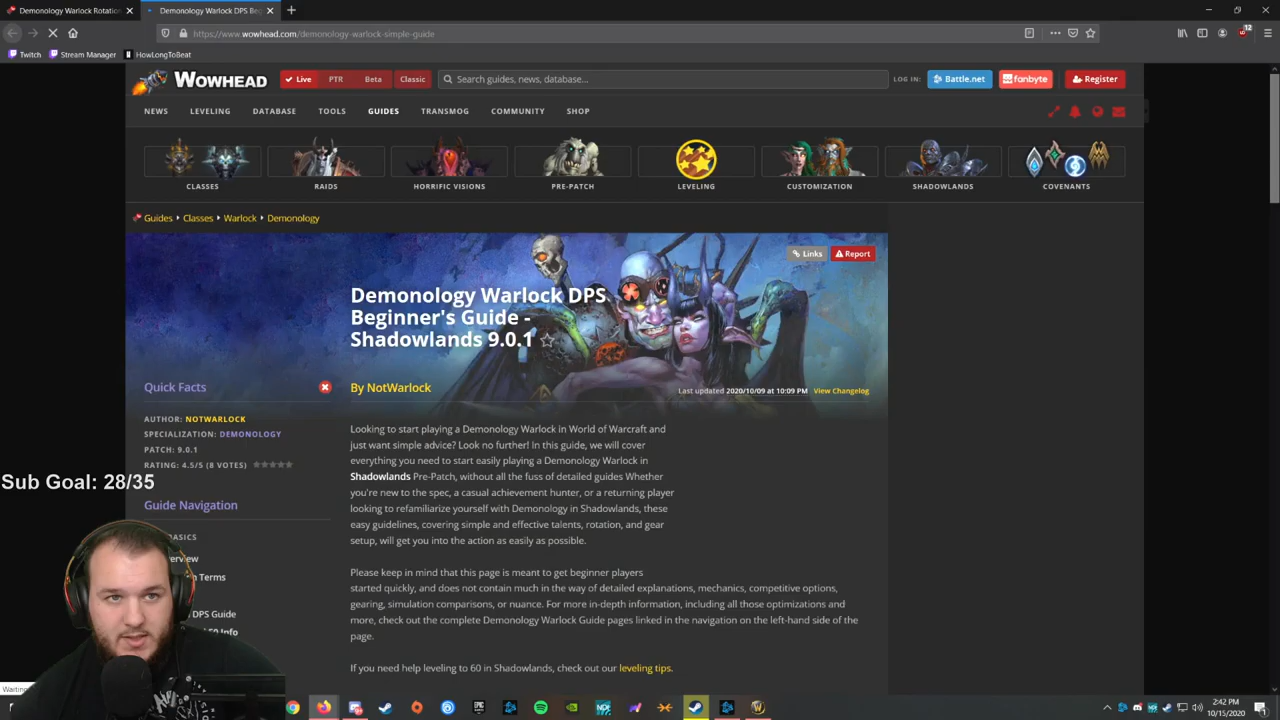 Demonology Warlock Rotation
Demonology Warlock DPS Beg
https://www.wowhead.com/demonology-warlock-simple-guide
12
Twitch
Stream Manager
HowLongToBeat
WOWHEAD
Live
PTR
Beta
Classic
Search guides, news, database...
LOG IN:
Battle.net
fanbyte
Register
NEWS
LEVELING
DATABASE
TOOLS
GUIDES
TRANSMOG
COMMUNITY
SHOP
CLASSES
RAIDS
HORRIFIC VISIONS
PRE-PATCH
LEVELING
CUSTOMIZATION
SHADOWLANDS
COVENANTS
Guides
Classes
Warlock
Demonology
Links
Report
Demonology Warlock DPS
Beginner's Guide -
Shadowlands 9.0.1
Quick Facts
By NotWarlock
Last updated 2020/10/09 at 10:09 PM
View Changelog
AUTHOR: NOTWARLOCK
SPECIALIZATION: DEMONOLOGY
PATCH: 9.0.1
RATING: 4.5/5 (8 VOTES)
Sub Goal: 28/35
Guide Navigation
BASICS
Terms
DPS Guide
Info
Looking to start playing a Demonology Warlock in World of Warcraft and
just want simple advice? Look no further! In this guide, we will cover
everything you need to start easily playing a Demonology Warlock in
Shadowlands Pre-Patch, without all the fuss of detailed guides Whether
you're new to the spec, a casual achievement hunter, or a returning player
looking to refamiliarize yourself with Demonology in Shadowlands, these
easy guidelines, covering simple and effective talents, rotation, and gear
setup, will get you into the action as easily as possible.
Please keep in mind that this page is meant to get beginner players
started quickly, and does not contain much in the way of detailed explanations, mechanics, competitive options,
gearing, simulation comparisons, or nuance. For more in-depth information, including all those optimizations and
more, check out the complete Demonology Warlock Guide pages linked in the navigation on the left-hand side of the
page.
If you need help leveling to 60 in Shadowlands, check out our leveling tips.
Waiting
2:42 PM
10/15/2020